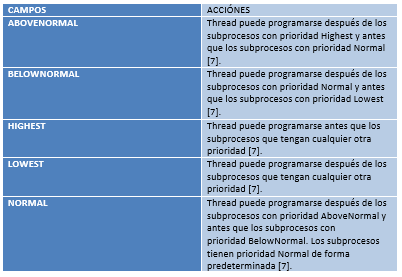 CAMPOS ACCIÓNES
ABOVENORMAL Thread puede programarse después de los
subprocesos con prioridad Highest y antes
que los subprocesos con prioridad Normal
[7].
BELOWNORMAL Thread puede programarse después de los
subprocesos con prioridad Normal y antes
que los subprocesos con prioridad Lowest
[7].
HIGHEST Thread puede programarse antes que los
subprocesos que tengan cualquier otra
prioridad [7].
LOWEST Thread puede programarse después de los
subprocesos que tengan cualquier otra
prioridad [7].
NORMAL Thread puede programarse después de los
subprocesos con prioridad AboveNormal y
antes que los subprocesos con
prioridad BelowNormal. Los subprocesos
tienen prioridad Normal de forma
predeterminada [7].